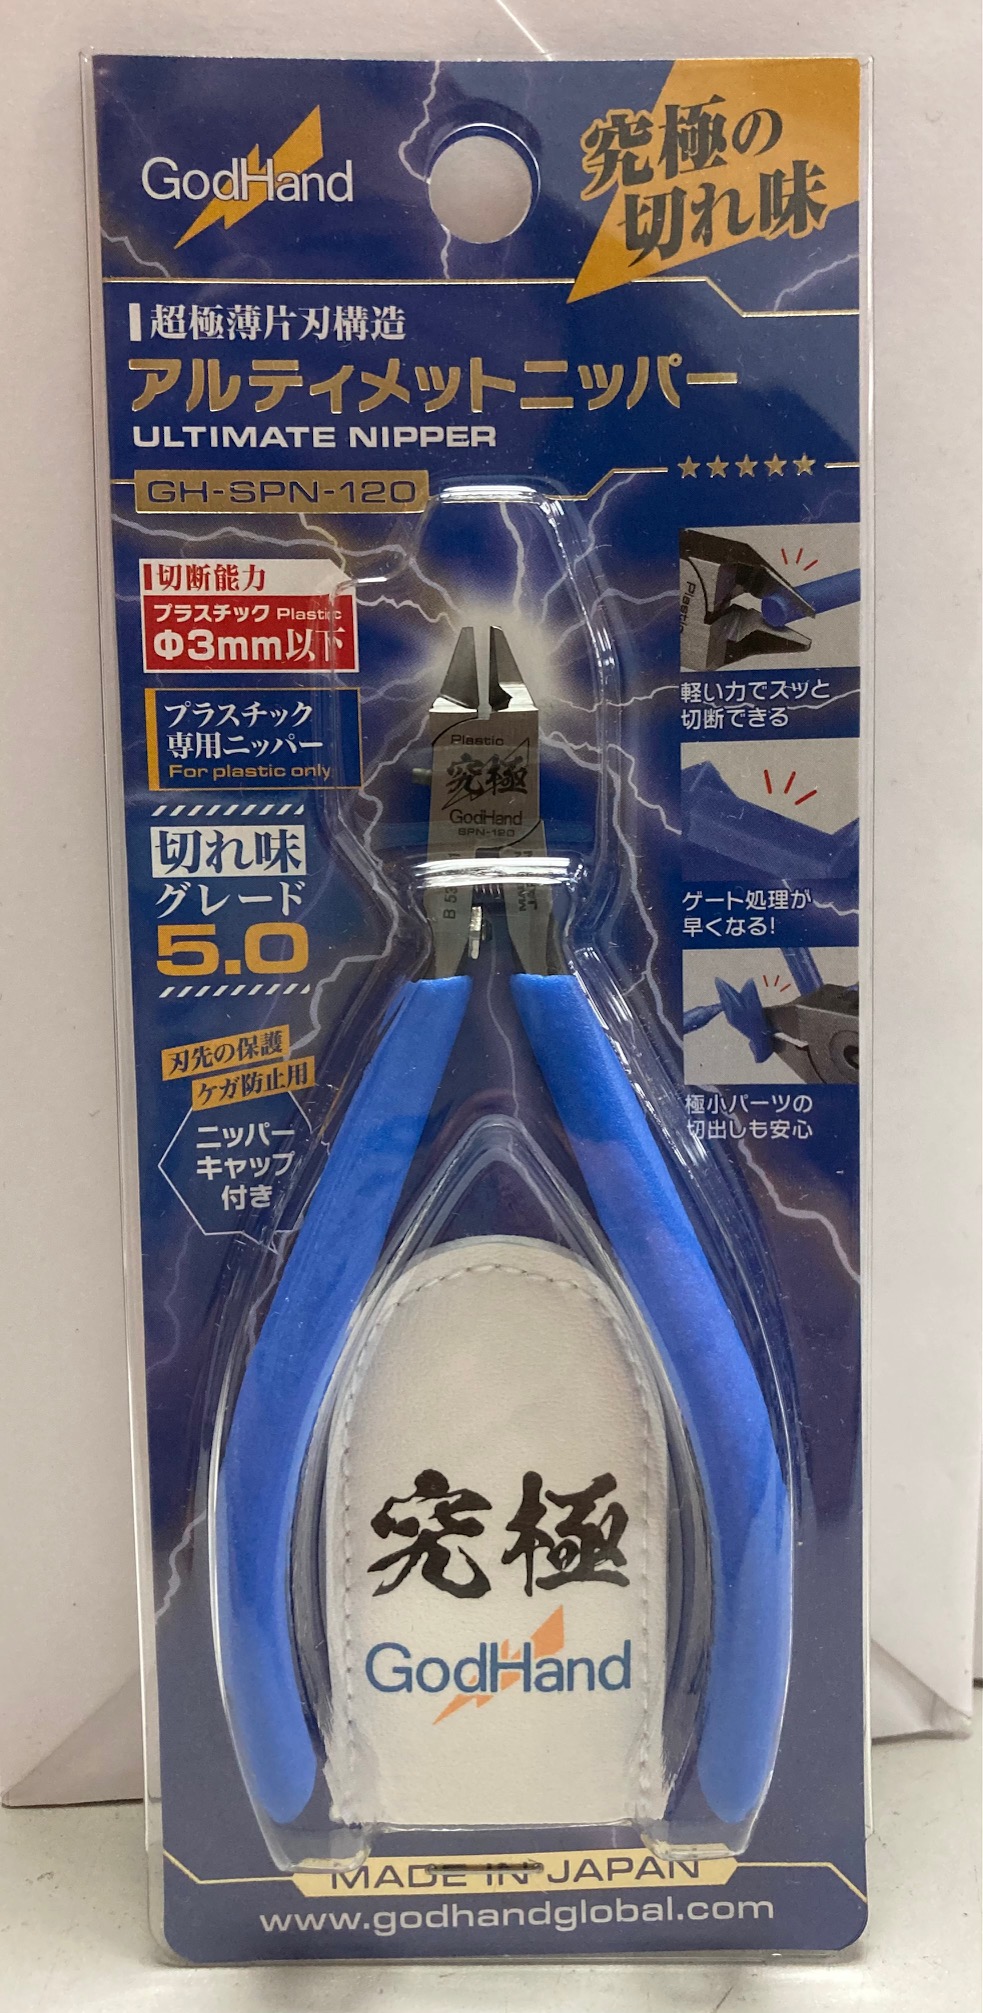 GodHand
究極の
切れ味
超極薄片刃構造
アルティメットニッパー
ULTIMATE NIPPER
GH-SPN-120
切断能力
プラスチック Plastic
Φ3mm以下
プラスチック
専用ニッパー
For plastic only
切れ味
グレード
5.0
刃先の保護
ケガ防止用
ニッパー
キャップ
付き
Plastic
究極
GodHand
SPN-120
Plastic
軽い力でスッと
切断できる
ゲート処理が
早くなる!
極小パーツの
切出しも安心
究極
GodHand
MADE IN JAPAN
www.godhandglobal.com